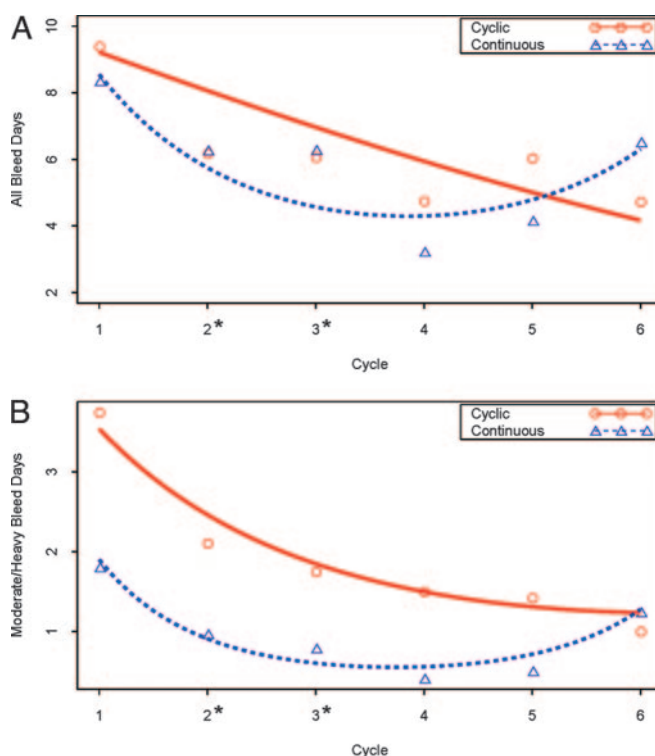 A
Cyclic
Continuous
All Bleed Days
10
8
6
4
2
1 2* 3* 4 5 6
Cycle
B
Cyclic
Continuous
Moderate/Heavy Bleed Days
3
2
1
1 2* 3* 4 5 6
Cycle